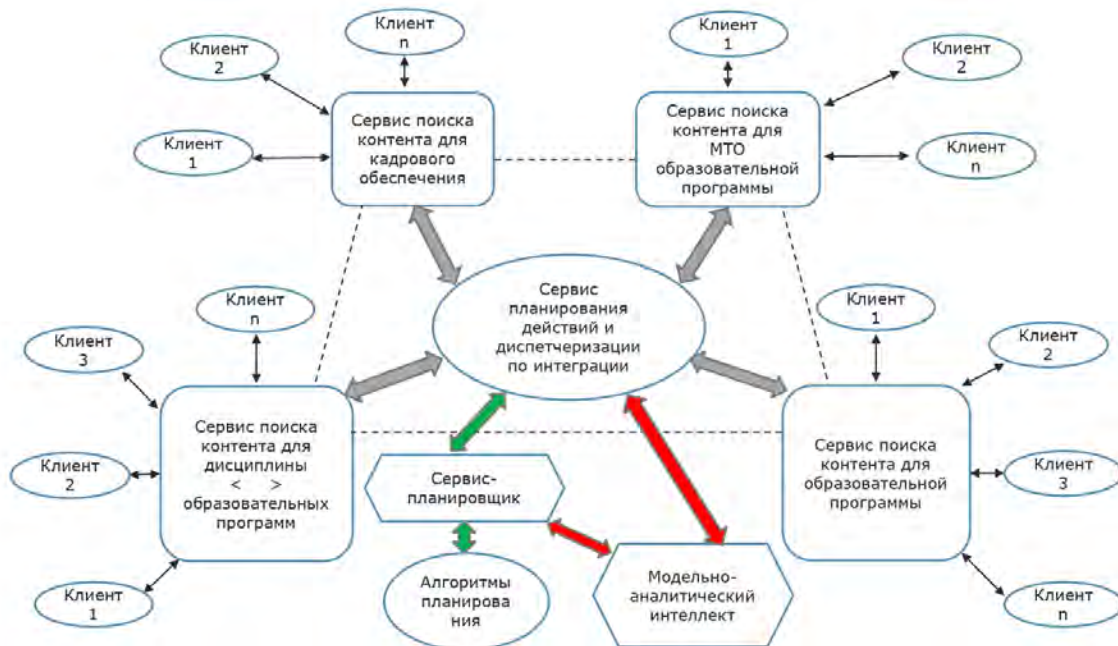 Клиент
n
Клиент
2
Клиент
1
Сервис поиска
контента для
кадрового
обеспечения
Клиент
1
Клиент
2
Клиент
n
Сервис поиска
контента для
МТО
образовательной
программы
Сервис
планирования
действий и
диспетчеризации
по интеграции
Клиент
n
Клиент
3
Клиент
2
Клиент
1
Сервис поиска
контента для
дисциплины
< >
образовательных
программ
Клиент
1
Клиент
2
Клиент
3
Клиент
n
Сервис поиска
контента для
образовательной
программы
Сервис-
планировщик
Алгоритмы
планирова
ния
Модельно-
аналитический
интеллект